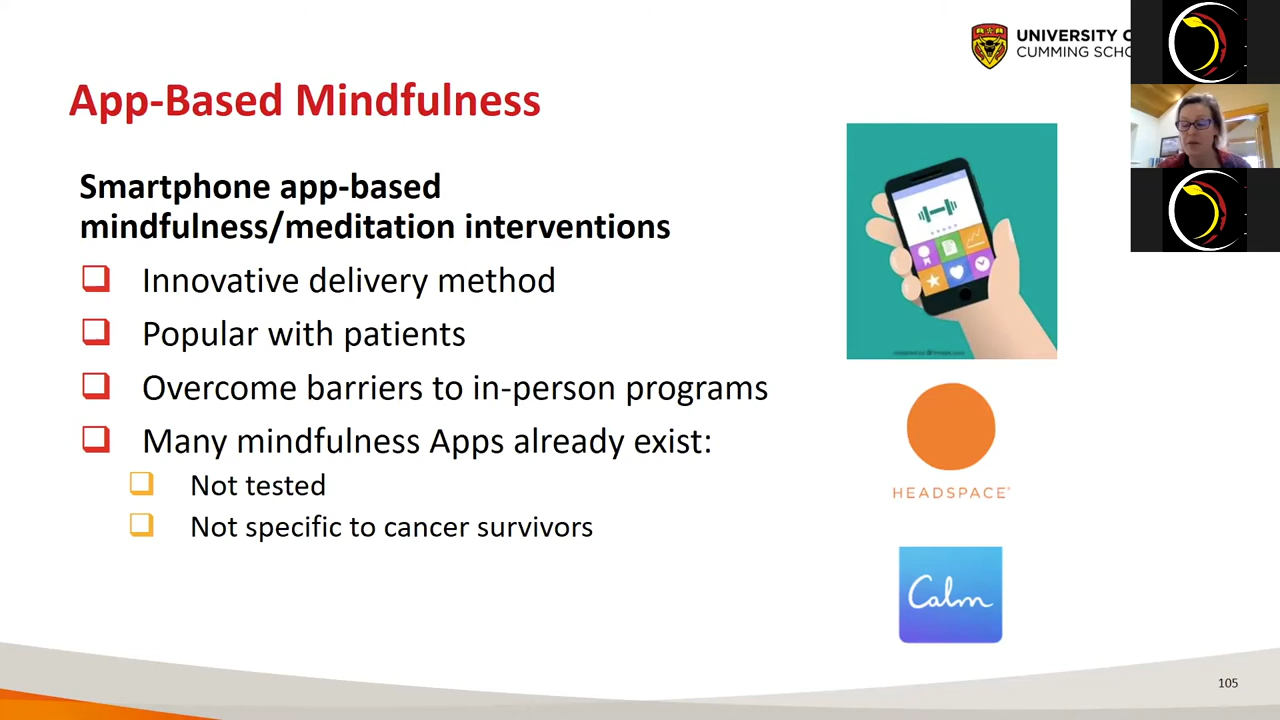 UNIVERSITY
CUMMING
App-Based Mindfulness
Smartphone app-based
mindfulness/meditation interventions
Innovative delivery method
Popular with patients
Overcome barriers to in-person programs
Many mindfulness Apps already exist:
Not tested
Not specific to cancer survivors
HEADSPACE
Calm
105